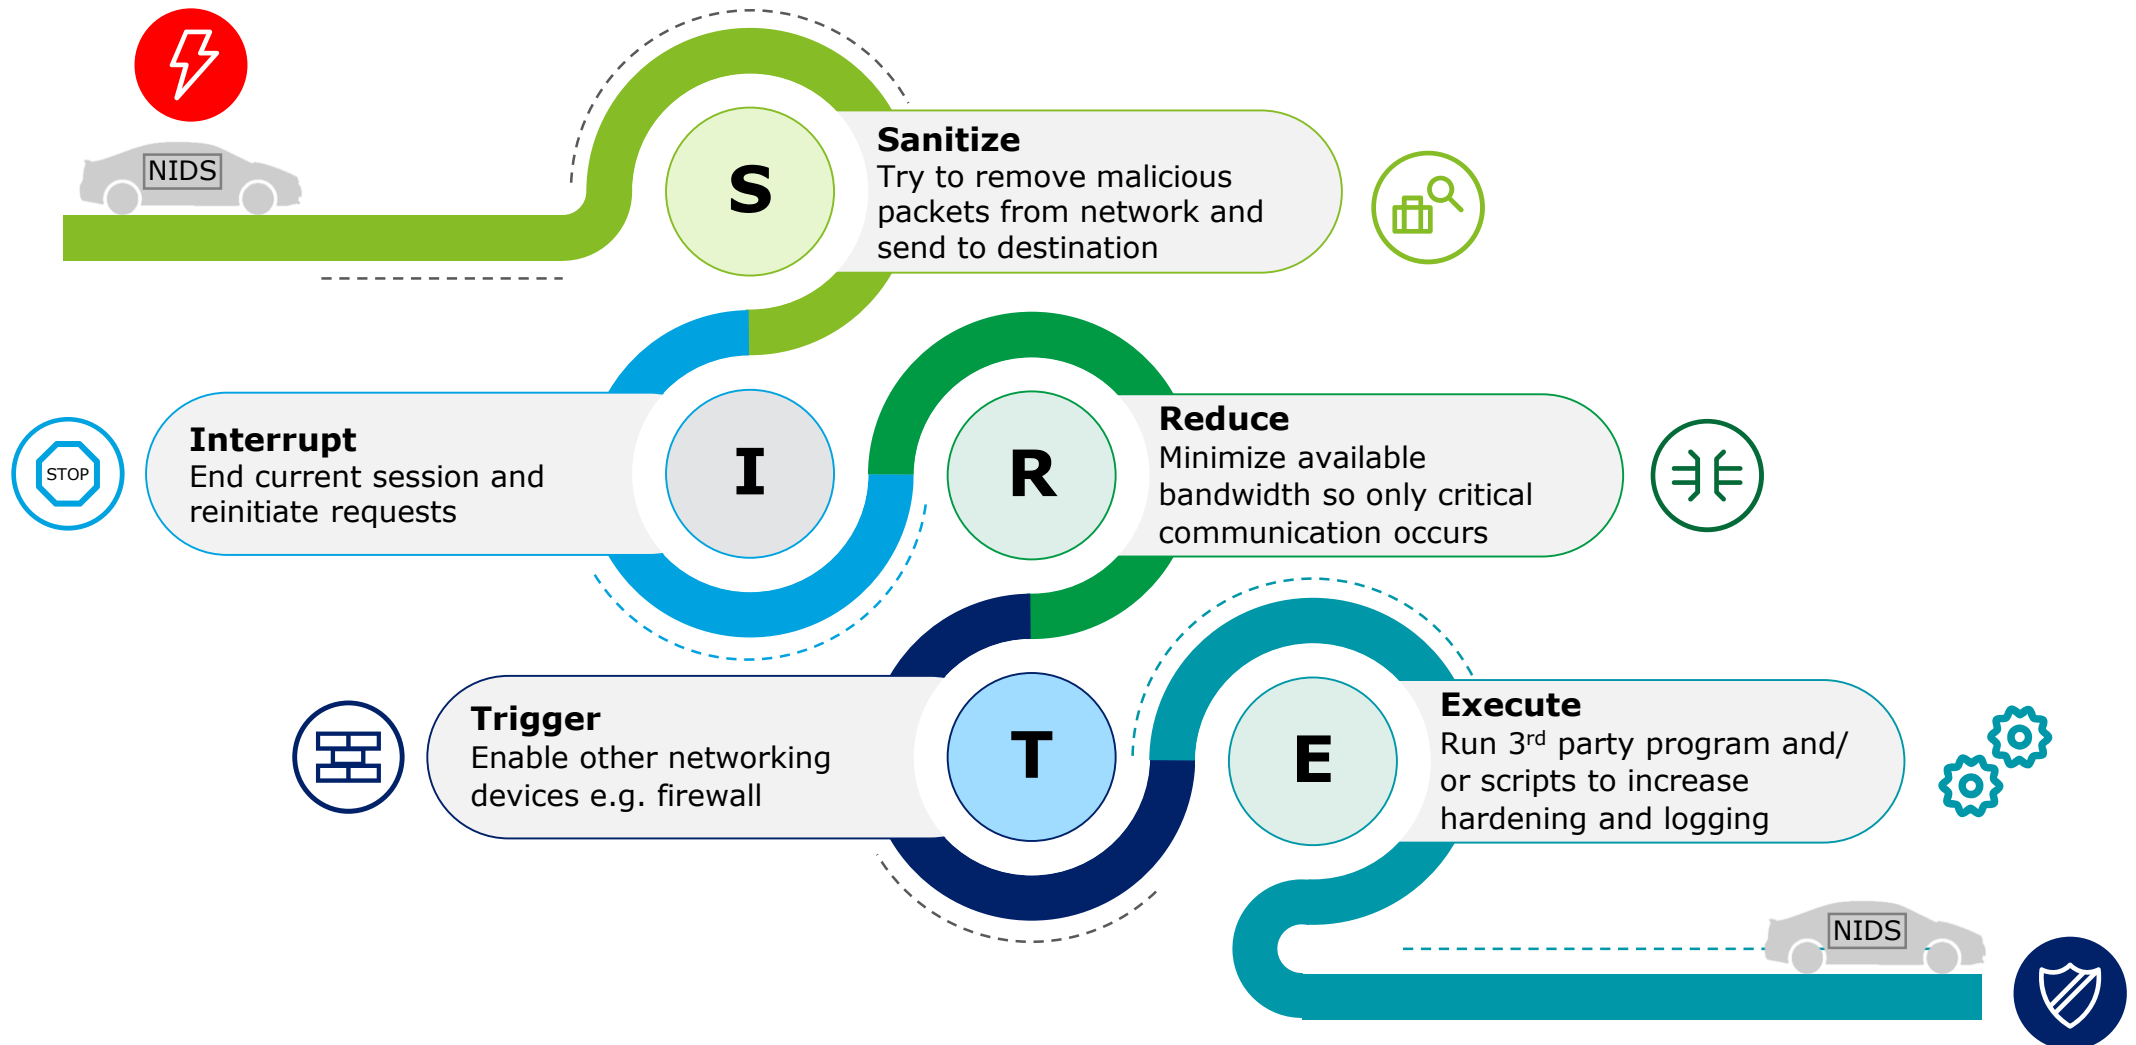 NIDS
S
Sanitize
Try to remove malicious
packets from network and
send to destination
STOP
Interrupt
End current session and
reinitiate requests
I
R
Reduce
Minimize available
bandwidth so only critical
communication occurs
Trigger
Enable other networking
devices e.g. firewall
T
E
Execute
Run 3rd party program and/
or scripts to increase
hardening and logging
NIDS